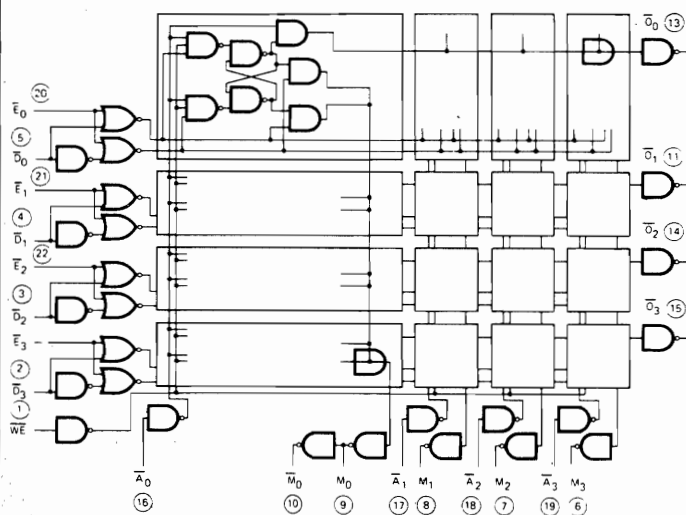 Ō₀ (13)
(20)
Ē₀
(5)
D̄₀
(21)
Ō₁ (11)
Ē₁
(4)
D̄₁
(22)
Ō₂ (14)
Ē₂
(3)
D̄₂
Ō₃ (15)
Ē₃
(2)
D̄₃
(1)
W̄Ē
Ā₀ M̄₀ M₀ Ā₁ M₁ Ā₂ M₂ Ā₃ M₃
(16) (10) (9) (17) (8) (18) (7) (19) (6)